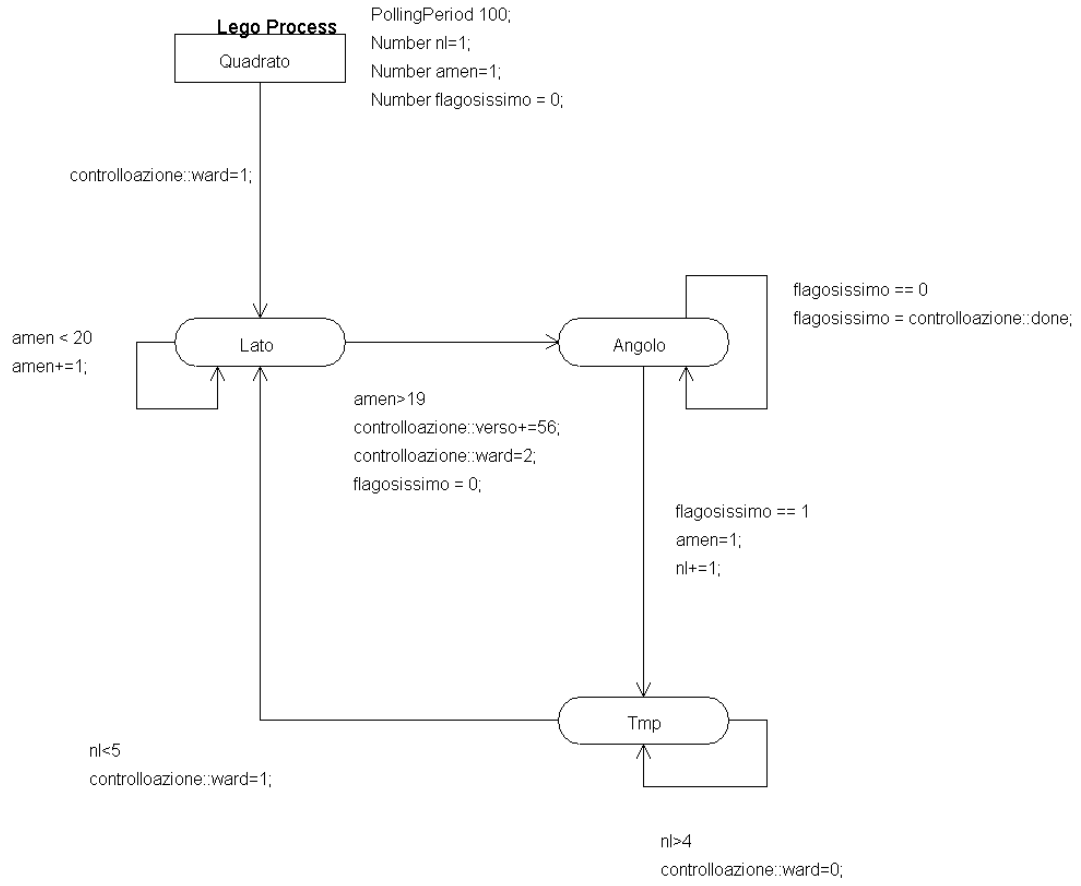 Lego Process
Quadrato
PollingPeriod 100;
Number nl=1;
Number amen=1;
Number flagosissimo = 0;
controlloazione::ward=1;
amen < 20
amen+=1;
Lato
Angolo
flagosissimo == 0
flagosissimo = controlloazione::done;
amen>19
controlloazione::verso+=56;
controlloazione::ward=2;
flagosissimo = 0;
flagosissimo == 1
amen=1;
nl+=1;
Tmp
nl<5
controlloazione::ward=1;
nl>4
controlloazione::ward=0;